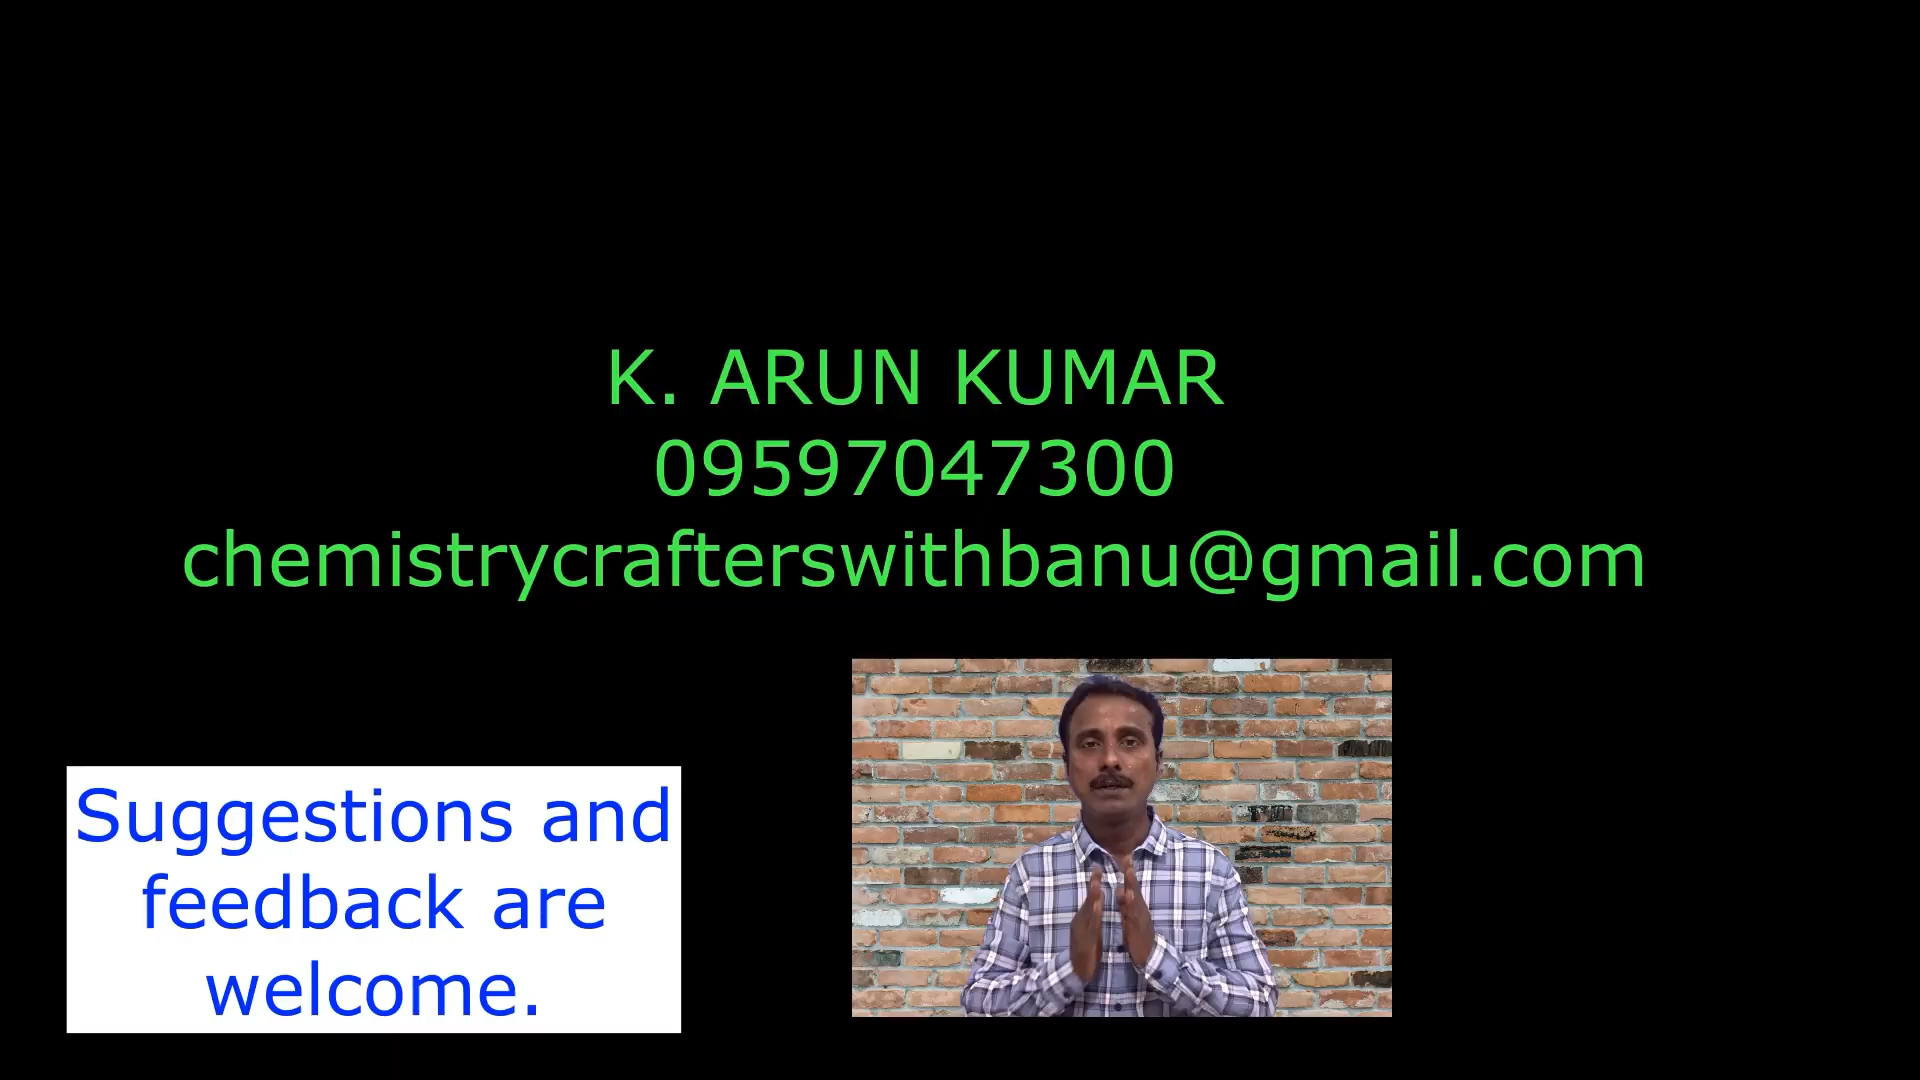 K. ARUN KUMAR
09597047300
chemistrycrafterswithbanu@gmail.com
Suggestions and
feedback are
welcome.